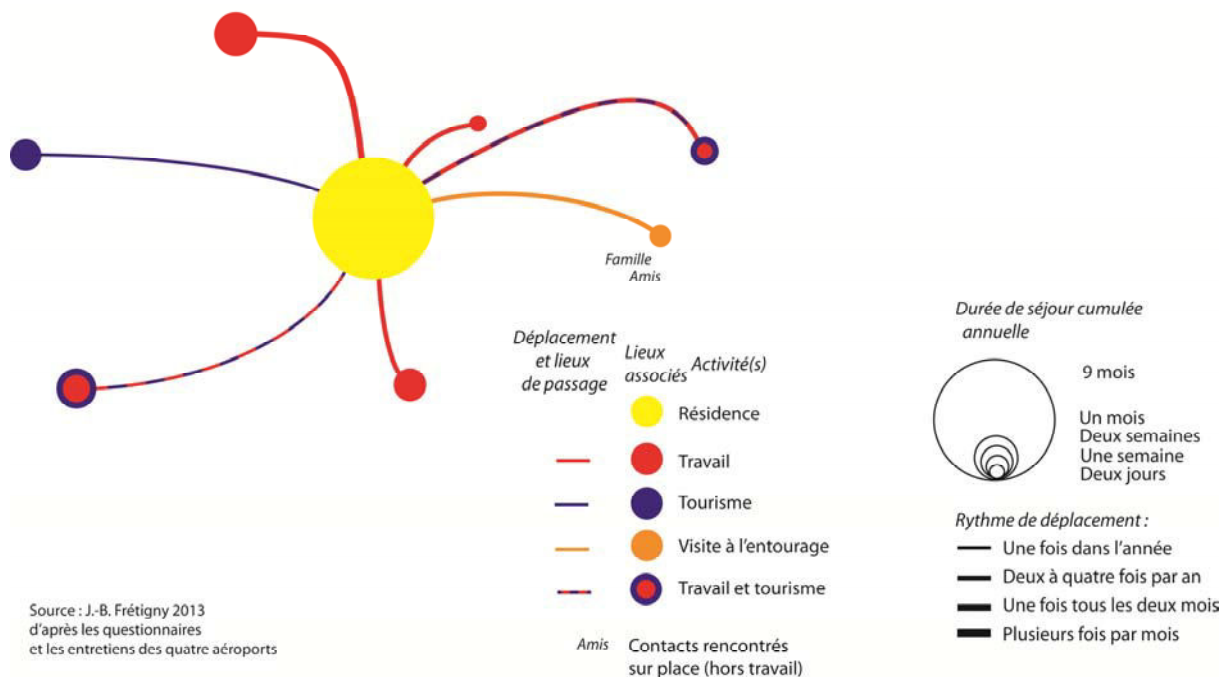 Famille
Amis
Déplacement
et lieux
de passage
Lieux
associés
Activité(s)
Résidence
Travail
Tourisme
Visite à l'entourage
Travail et tourisme
Amis
Contacts rencontrés
sur place (hors travail)
Durée de séjour cumulée
annuelle
9 mois
Un mois
Deux semaines
Une semaine
Deux jours
Rythme de déplacement :
Une fois dans l'année
Deux à quatre fois par an
Une fois tous les deux mois
Plusieurs fois par mois
Source : J.-B. Frétigny 2013
d'après les questionnaires
et les entretiens des quatre aéroports